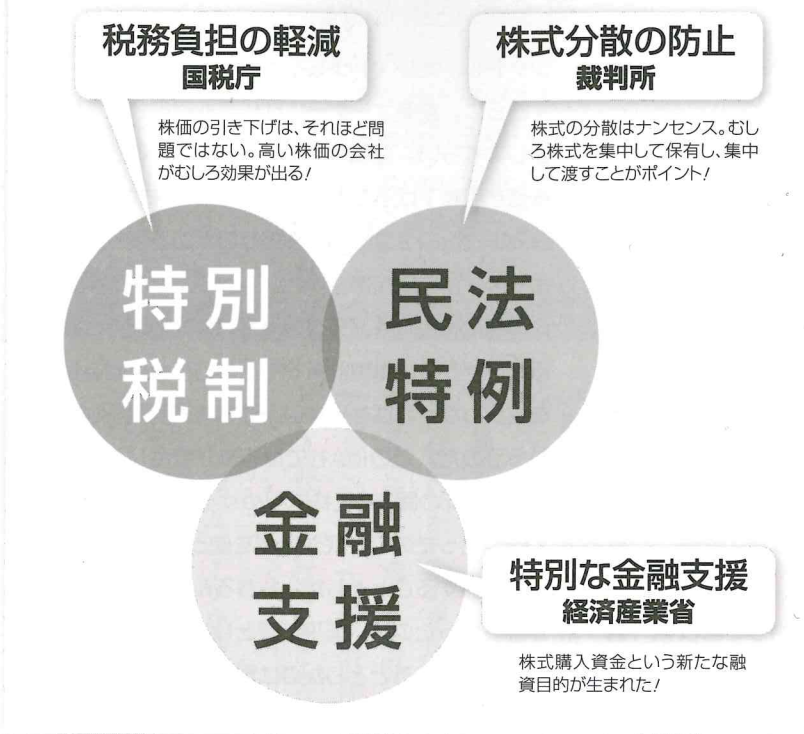 税務負担の軽減
国税庁
株価の引き下げは、それほど問
題ではない。高い株価の会社
がむしろ効果が出る!
株式分散の防止
裁判所
株式の分散はナンセンス。むし
ろ株式を集中して保有し、集中
して渡すことがポイント!
特別
税制
民法
特例
金融
支援
特別な金融支援
経済産業省
株式購入資金という新たな融
資目的が生まれた!